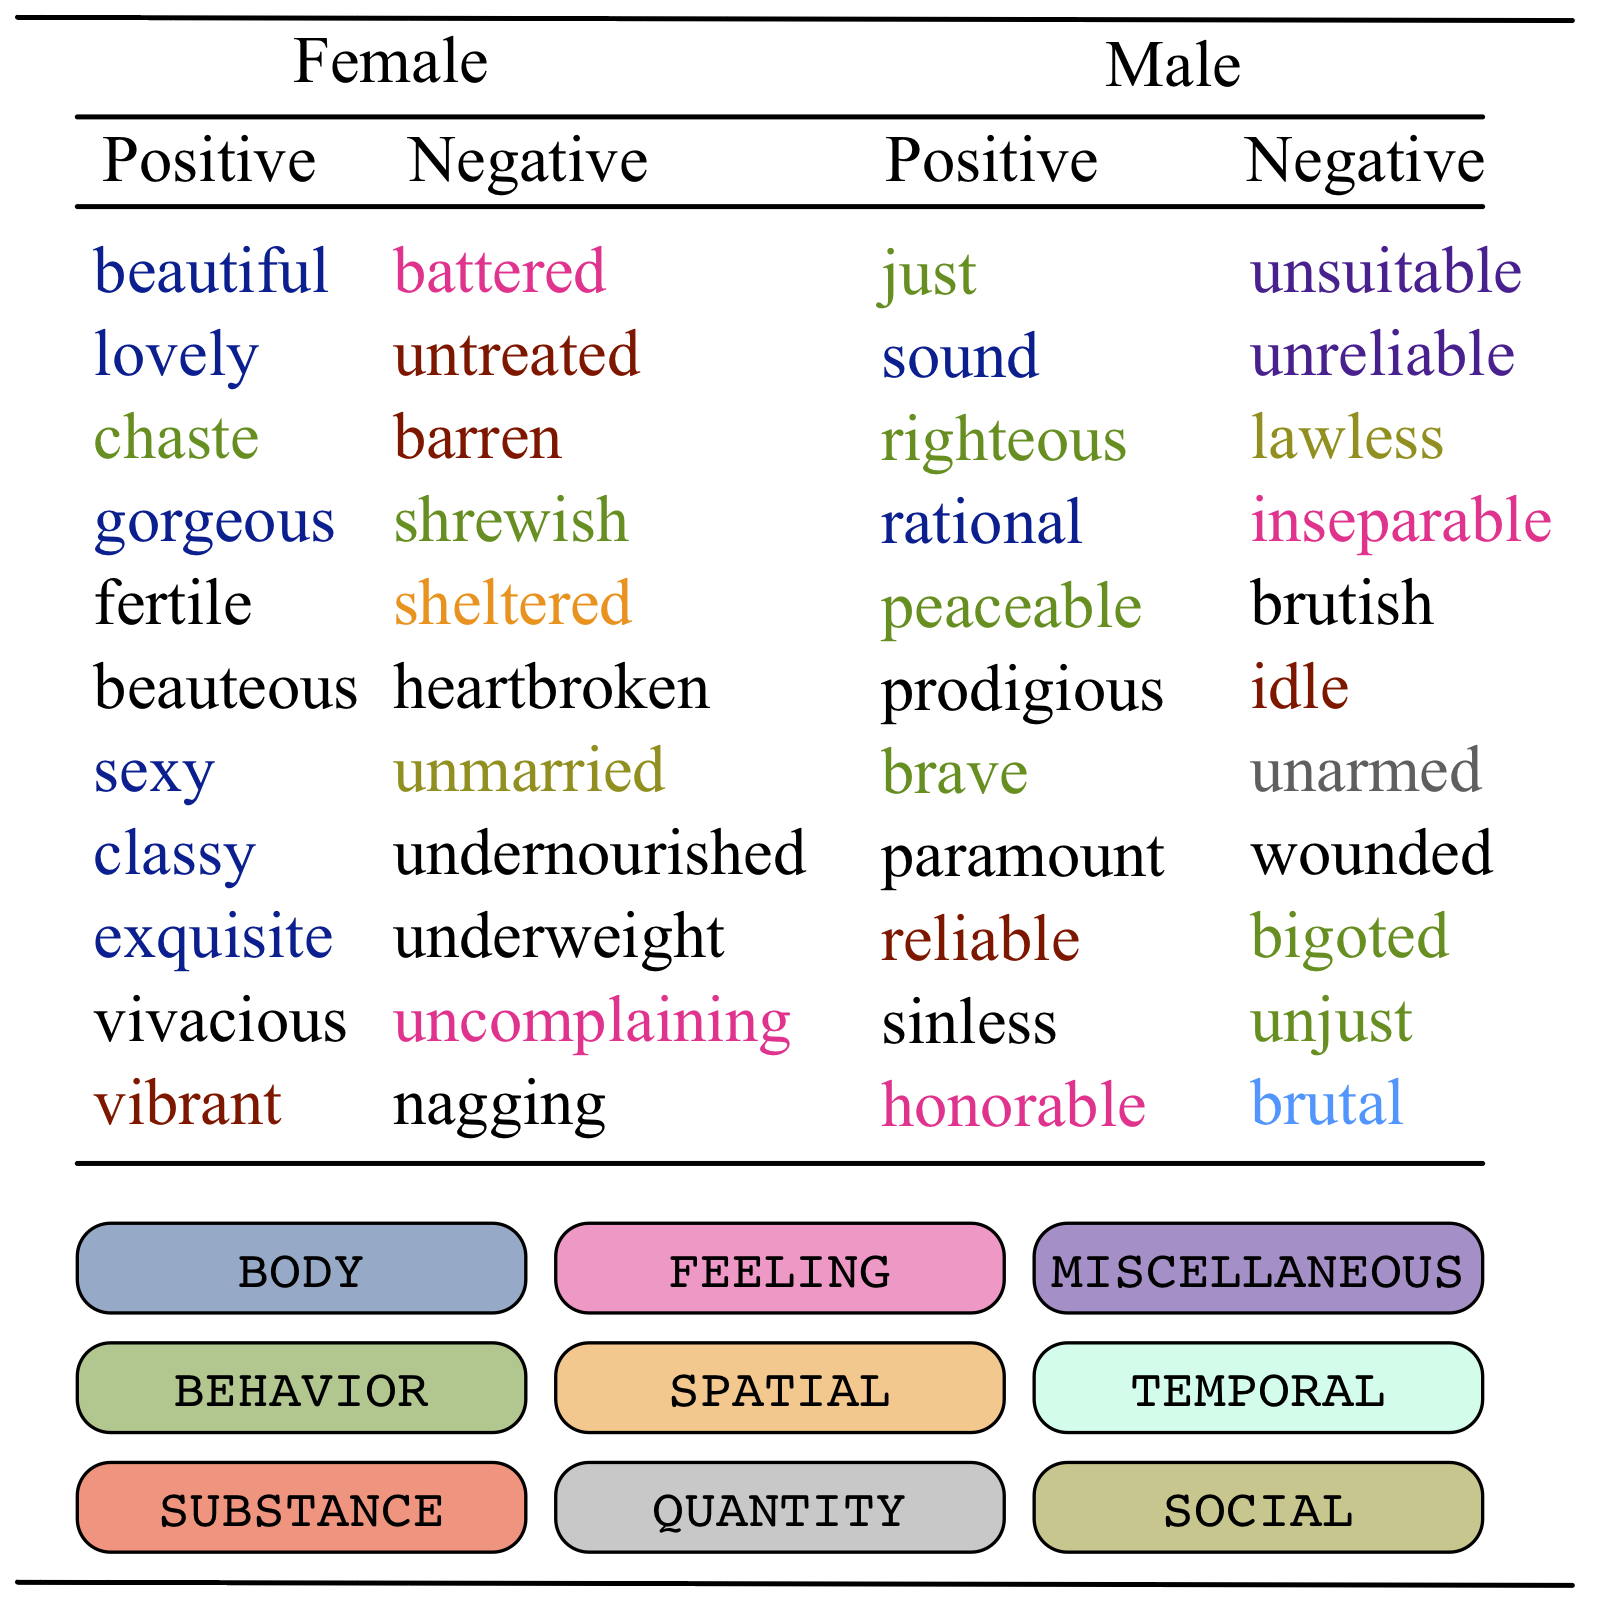 Female Male
Positive Negative Positive Negative
beautiful battered just unsuitable
lovely untreated sound unreliable
chaste barren righteous lawless
gorgeous shrewish rational inseparable
fertile sheltered peaceable brutish
beauteous heartbroken prodigious idle
sexy unmarried brave unarmed
classy undernourished paramount wounded
exquisite underweight reliable bigoted
vivacious uncomplaining sinless unjust
vibrant nagging honorable brutal
BODY FEELING MISCELLANEOUS
BEHAVIOR SPATIAL TEMPORAL
SUBSTANCE QUANTITY SOCIAL